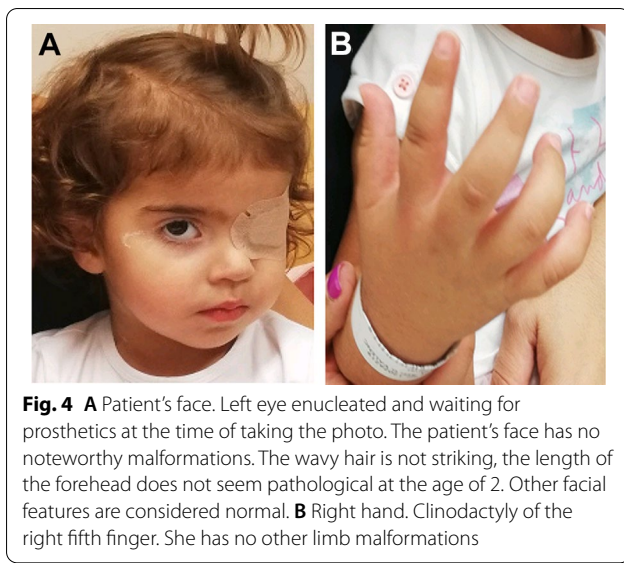 A
B
Fig. 4 A Patient's face. Left eye enucleated and waiting for
prosthetics at the time of taking the photo. The patient's face has no
noteworthy malformations. The wavy hair is not striking, the length of
the forehead does not seem pathological at the age of 2. Other facial
features are considered normal. B Right hand. Clinodactyly of the
right fifth finger. She has no other limb malformations